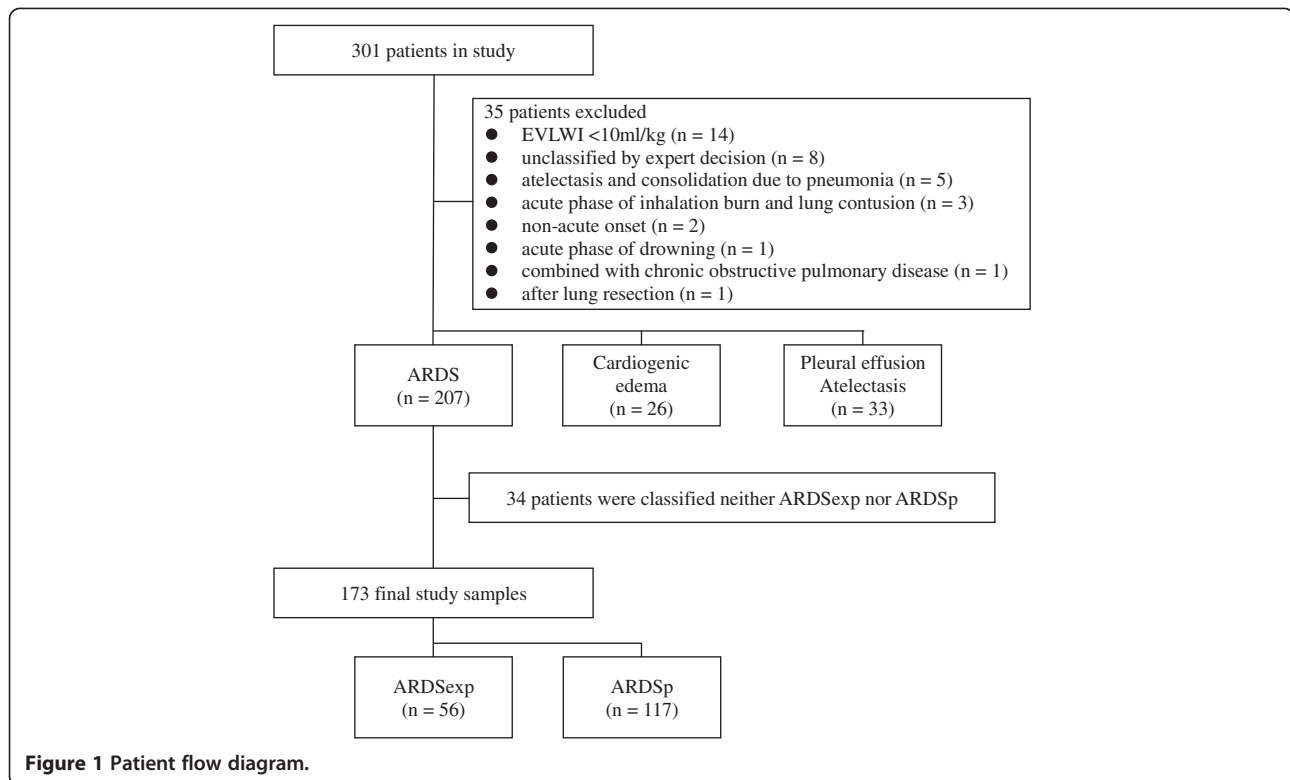 301 patients in study
35 patients excluded
● EVLWI <10ml/kg (n = 14)
● unclassified by expert decision (n = 8)
● atelectasis and consolidation due to pneumonia (n = 5)
● acute phase of inhalation burn and lung contusion (n = 3)
● non-acute onset (n = 2)
● acute phase of drowning (n = 1)
● combined with chronic obstructive pulmonary disease (n = 1)
● after lung resection (n = 1)
ARDS
(n = 207)
Cardiogenic
edema
(n = 26)
Pleural effusion
Atelectasis
(n = 33)
34 patients were classified neither ARDSexp nor ARDSp
173 final study samples
ARDSexp
(n = 56)
ARDSp
(n = 117)
Figure 1 Patient flow diagram.